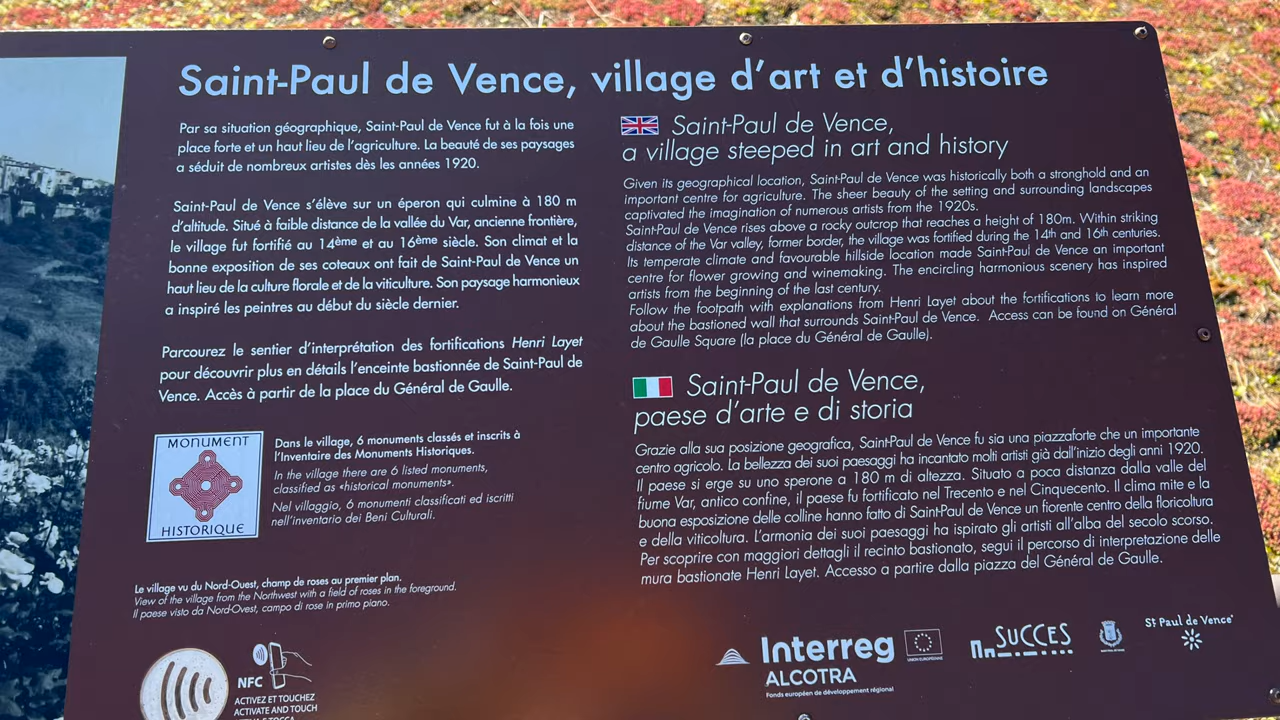 Saint-Paul de Vence, village d'art et d'histoire
Par sa situation géographique, Saint-Paul de Vence fut à la fois une
place forte et un haut lieu de l'agriculture. La beauté de ses paysages
a séduit de nombreux artistes dès les années 1920.
Saint-Paul de Vence s'élève sur un éperon qui culmine à 180 m
d'altitude. Situé à faible distance de la vallée du Var, ancienne frontière,
le village fut fortifié au 14ème et au 16ème siècle. Son climat et la
bonne exposition de ses coteaux ont fait de Saint-Paul de Vence un
haut lieu de la culture florale et de la viticulture. Son paysage harmonieux
a inspiré les peintres au début du siècle dernier.
Parcourez le sentier d'interprétation des fortifications Henri Layet
pour découvrir plus en détails l'enceinte bastionnée de Saint-Paul de
Vence. Accès à partir de la place du Général de Gaulle.
MONUMENT
HISTORIQUE
Dans le village, 6 monuments classés et inscrits à
l'Inventaire des Monuments Historiques.
In the village there are 6 listed monuments,
classified as «historical monuments».
Nel villaggio, 6 monumenti classificati ed iscritti
nell'inventario dei Beni Culturali.
Le village vu du Nord-Ouest, champ de roses au premier plan.
View of the village from the Northwest with a field of roses in the foreground.
Il paese visto da Nord-Ovest, campo di rose in primo piano.
NFC
ACTIVEZ ET TOUCHEZ
ACTIVATE AND TOUCH
Saint-Paul de Vence,
a village steeped in art and history
Given its geographical location, Saint-Paul de Vence was historically both a stronghold and an
important centre for agriculture. The sheer beauty of the setting and surrounding landscapes
captivated the imagination of numerous artists from the 1920s.
Saint-Paul de Vence rises above a rocky outcrop that reaches a height of 180m. Within striking
distance of the Var valley, former border, the village was fortified during the 14th and 16th centuries.
Its temperate climate and favourable hillside location made Saint-Paul de Vence an important
centre for flower growing and winemaking. The encircling harmonious scenery has inspired
artists from the beginning of the last century.
Follow the footpath with explanations from Henri Layet about the fortifications to learn more
about the bastioned wall that surrounds Saint-Paul de Vence. Access can be found on Général
de Gaulle Square (la place du Général de Gaulle).
Saint-Paul de Vence,
paese d'arte e di storia
Grazie alla sua posizione geografica, Saint-Paul de Vence fu sia una piazzaforte che un importante
centro agricolo. La bellezza dei suoi paesaggi ha incantato molti artisti già dall'inizio degli anni 1920.
Il paese si erge su uno sperone a 180 m di altezza. Situato a poca distanza dalla valle del
fiume Var, antico confine, il paese fu fortificato nel Trecento e nel Cinquecento. Il clima mite e la
buona esposizione delle colline hanno fatto di Saint-Paul de Vence un fiorente centro della floricoltura
e della viticoltura. L'armonia dei suoi paesaggi ha ispirato gli artisti all'alba del secolo scorso.
Per scoprire con maggiori dettagli il recinto bastionato, segui il percorso di interpretazione delle
mura bastionate Henri Layet. Accesso a partire dalla piazza del Général de Gaulle.
Interreg
ALCOTRA
Fonds européen de développement régional
UNION EUROPÉENNE
SUCCES
St Paul de Vence